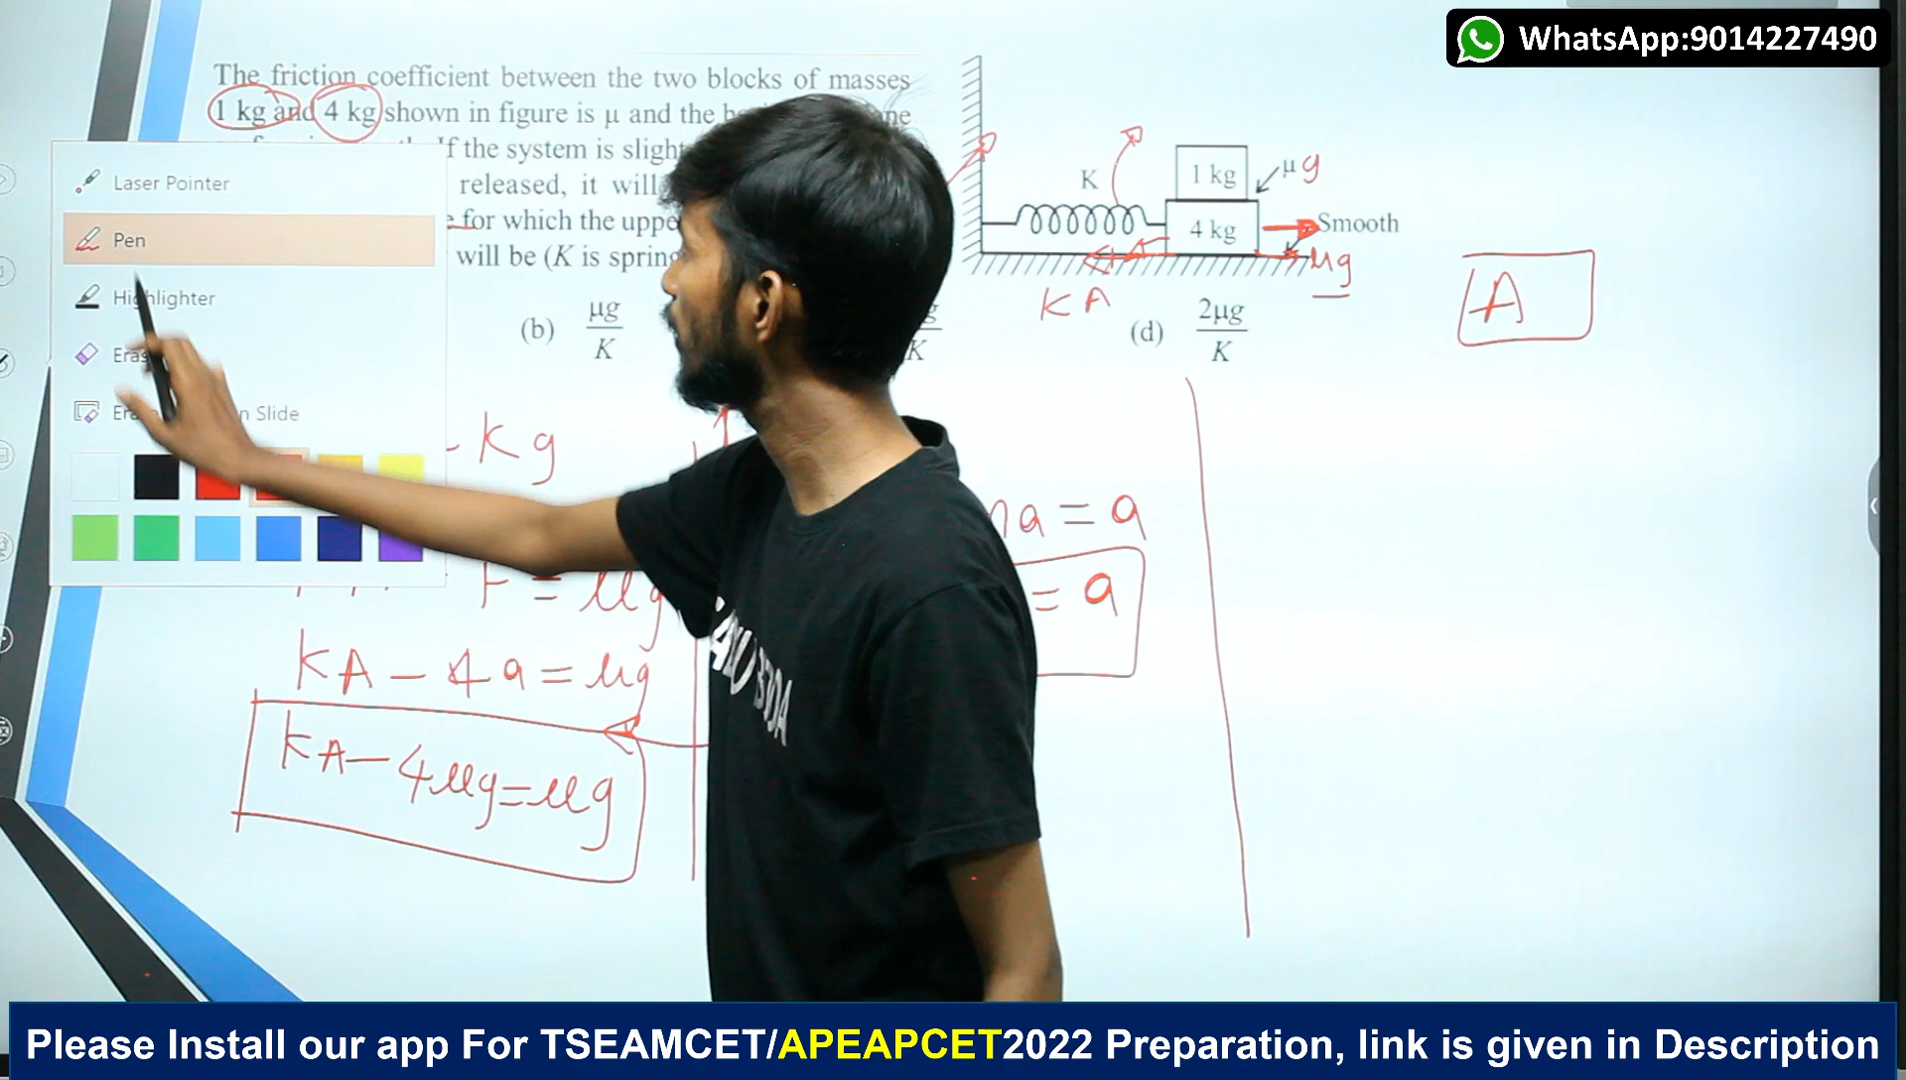 WhatsApp:9014227490
The friction coefficient between the two blocks of masses
1 kg and 4 kg shown in figure is μ and the
If the system is
released, it will
for which the
will be (K is
(b) μg/K
K
(d) 2μg/K
K
1 kg
μg
4 kg
Smooth
μg
KA
A
Laser Pointer
Pen
Highlighter
Slide
- Kg
= μg
KA - 4a = μg
KA - 4μg = μg
a = a
= a
Please Install our app For TSEAMCET/APEAPCET2022 Preparation, link is given in Description